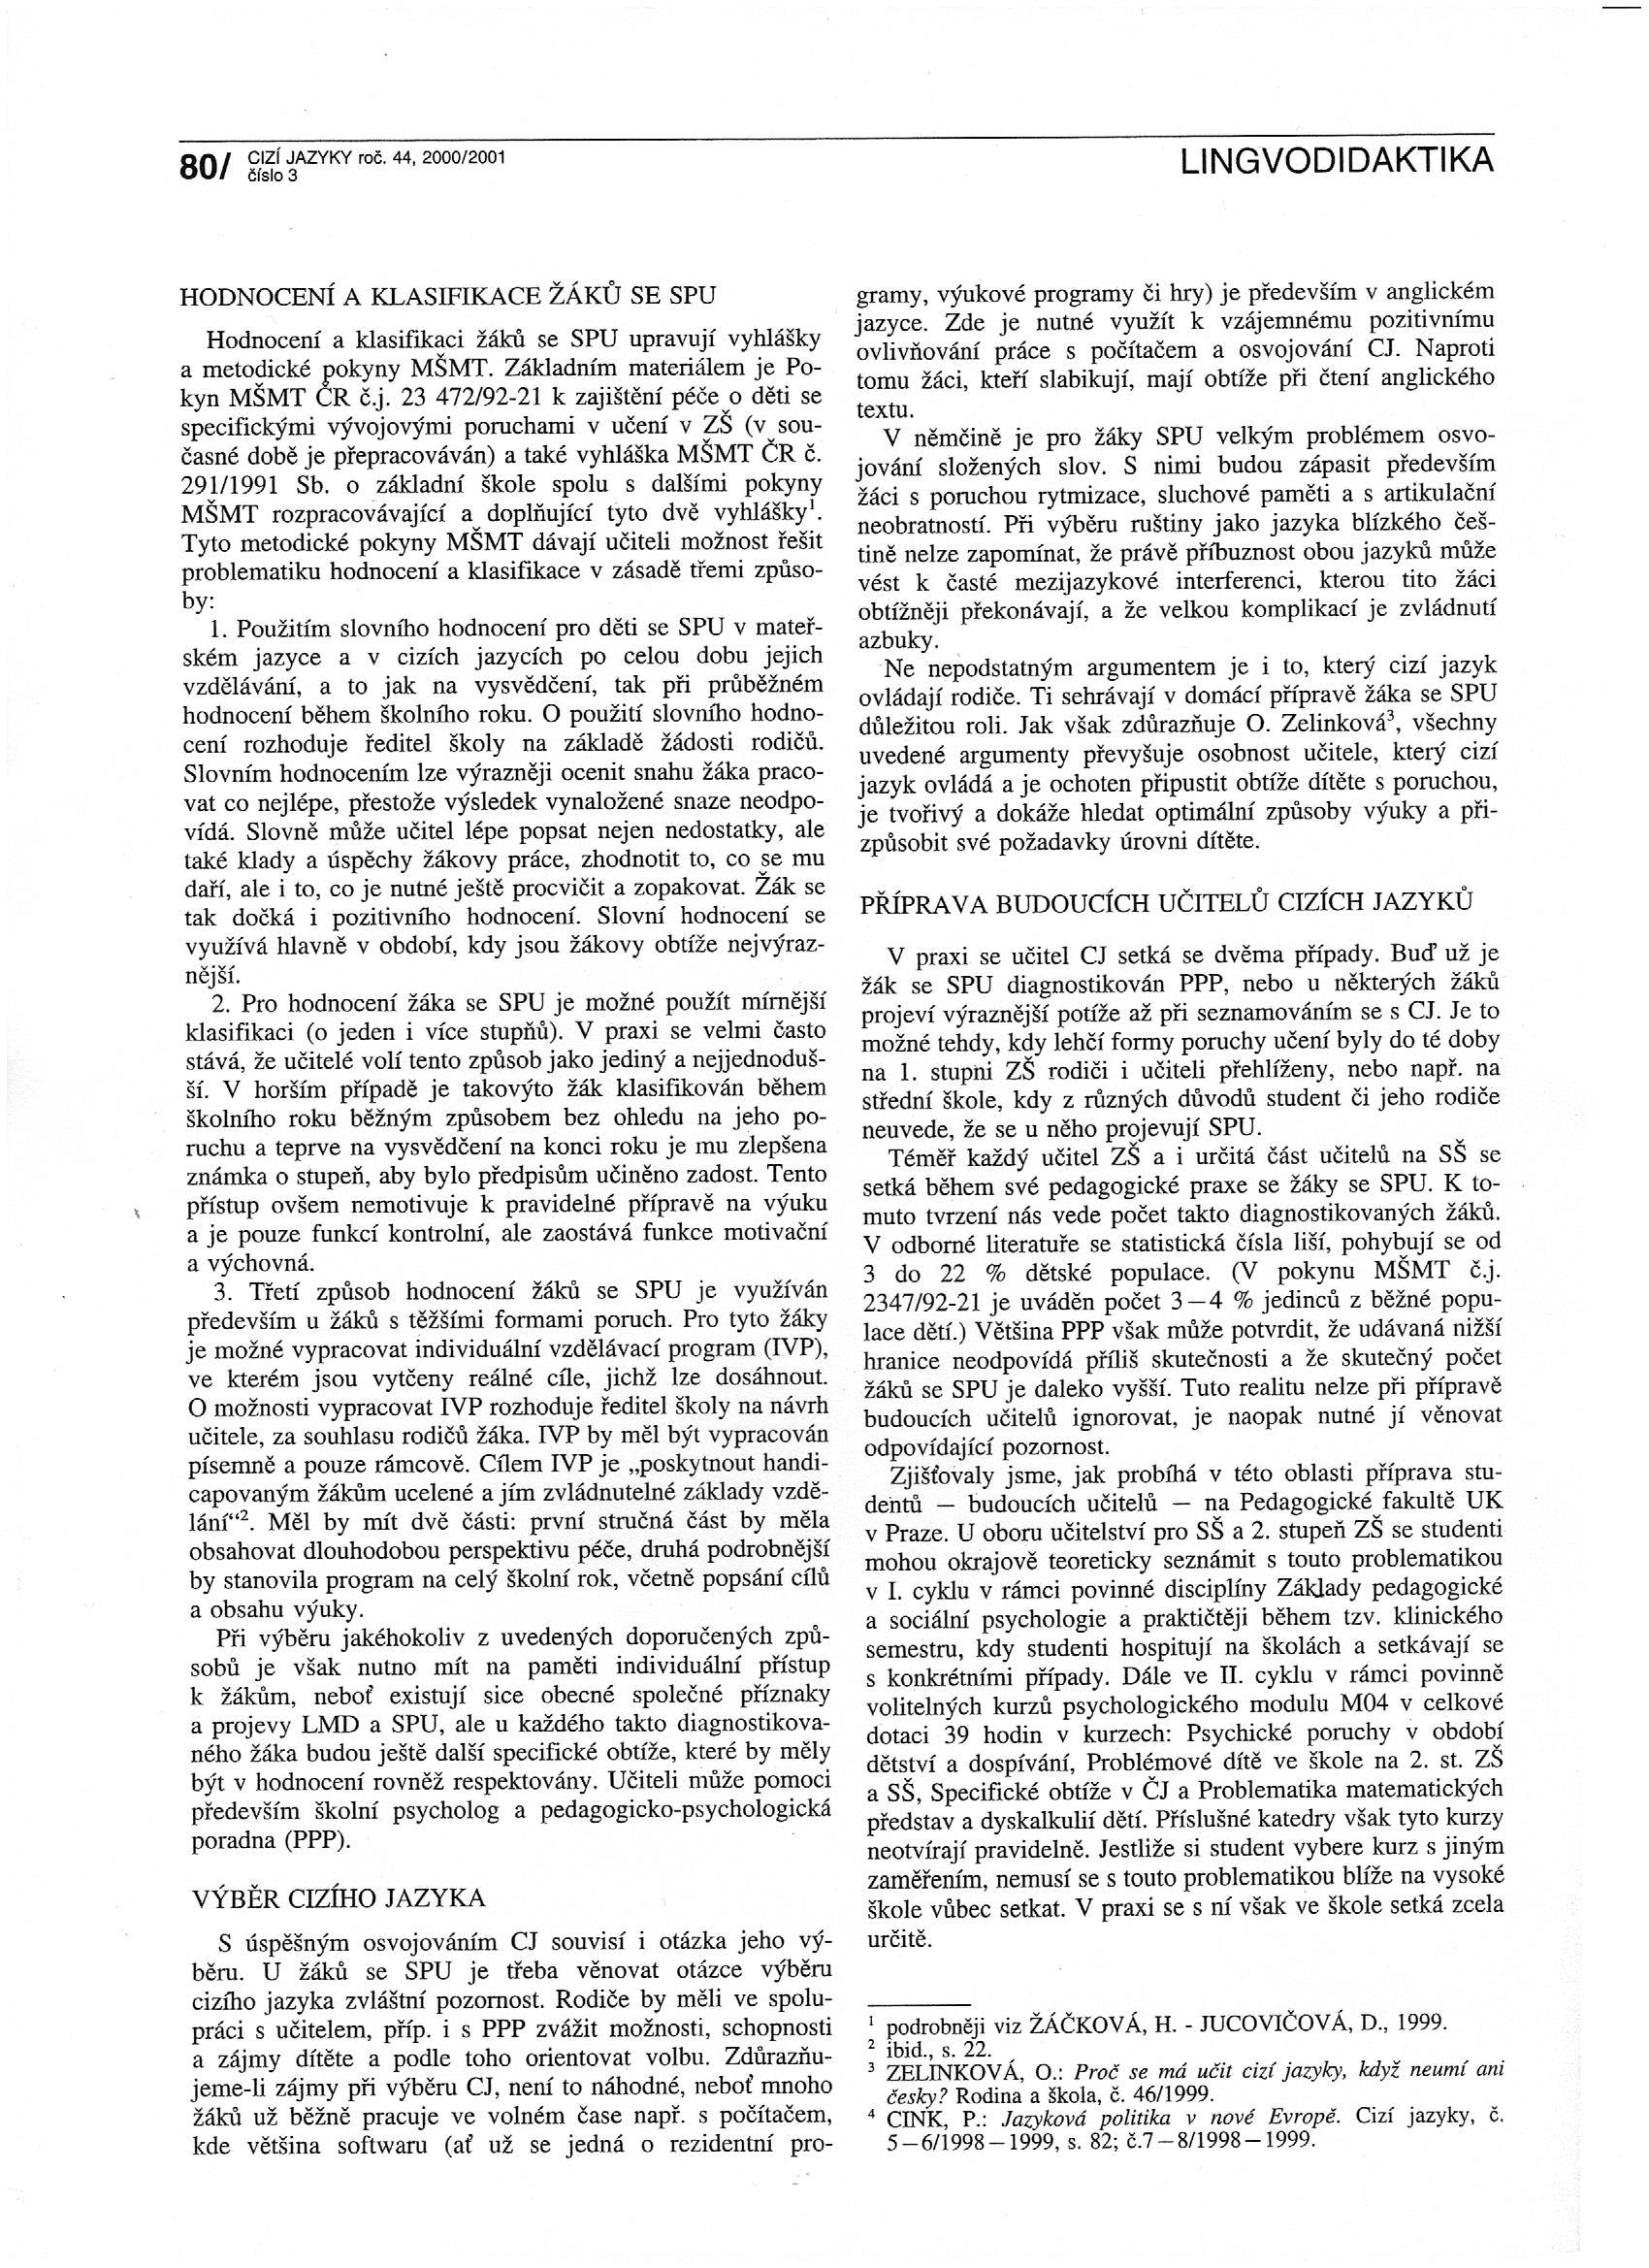 80/ CIZÍ JAZYKY roč. 44, 2000/2001
číslo 3
LINGVODIDAKTIKA
HODNOCENÍ A KLASIFIKACE ŽÁKŮ SE SPU
Hodnocení a klasifikaci žáků se SPU upravují vyhlášky
a metodické pokyny MŠMT. Základním materiálem je Po-
kyn MŠMT ČR č.j. 23 472/92-21 k zajištění péče o děti se
specifickými vývojovými poruchami v učení v ZŠ (v sou-
časné době je přepracováván) a také vyhláška MŠMT ČR č.
291/1991 Sb. o základní škole spolu s dalšími pokyny
MŠMT rozpracovávající a doplňující tyto dvě vyhlášky¹.
Tyto metodické pokyny MŠMT dávají učiteli možnost řešit
problematiku hodnocení a klasifikace v zásadě třemi způso-
by:
1. Použitím slovního hodnocení pro děti se SPU v mateř-
ském jazyce a v cizích jazycích po celou dobu jejich
vzdělávání, a to jak na vysvědčení, tak při průběžném
hodnocení během školního roku. O použití slovního hodno-
cení rozhoduje ředitel školy na základě žádosti rodičů.
Slovním hodnocením lze výrazněji ocenit snahu žáka praco-
vat co nejlépe, přestože výsledek vynaložené snaze neodpo-
vídá. Slovně může učitel lépe popsat nejen nedostatky, ale
také klady a úspěchy žákovy práce, zhodnotit to, co se mu
daří, ale i to, co je nutné ještě procvičit a zopakovat. Žák se
tak dočká i pozitivního hodnocení. Slovní hodnocení se
využívá hlavně v období, kdy jsou žákovy obtíže nejvýraz-
nější.
2. Pro hodnocení žáka se SPU je možné použít mírnější
klasifikaci (o jeden i více stupňů). V praxi se velmi často
stává, že učitelé volí tento způsob jako jediný a nejjednoduš-
ší. V horším případě je takovýto žák klasifikován během
školního roku běžným způsobem bez ohledu na jeho po-
ruchu a teprve na vysvědčení na konci roku je mu zlepšena
známka o stupeň, aby bylo předpisům učiněno zadost. Tento
přístup ovšem nemotivuje k pravidelné přípravě na výuku
a je pouze funkcí kontrolní, ale zaostává funkce motivační
a výchovná.
3. Třetí způsob hodnocení žáků se SPU je využíván
především u žáků s těžšími formami poruch. Pro tyto žáky
je možné vypracovat individuální vzdělávací program (IVP),
ve kterém jsou vytčeny reálné cíle, jichž lze dosáhnout.
O možnosti vypracovat IVP rozhoduje ředitel školy na návrh
učitele, za souhlasu rodičů žáka. IVP by měl být vypracován
písemně a pouze rámcově. Cílem IVP je „poskytnout handi-
capovaným žákům ucelené a jím zvládnutelné základy vzdě-
lání“². Měl by mít dvě části: první stručná část by měla
obsahovat dlouhodobou perspektivu péče, druhá podrobnější
by stanovila program na celý školní rok, včetně popsání cílů
a obsahu výuky.
Při výběru jakéhokoliv z uvedených doporučených způ-
sobů je však nutno mít na paměti individuální přístup
k žákům, neboť existují sice obecné společné příznaky
a projevy LMD a SPU, ale u každého takto diagnostikova-
ného žáka budou ještě další specifické obtíže, které by měly
být v hodnocení rovněž respektovány. Učiteli může pomoci
především školní psycholog a pedagogicko-psychologická
poradna (PPP).
VÝBĚR CIZÍHO JAZYKA
S úspěšným osvojováním CJ souvisí i otázka jeho vý-
běru. U žáků se SPU je třeba věnovat otázce výběru
cizího jazyka zvláštní pozornost. Rodiče by měli ve spolu-
práci s učitelem, příp. i s PPP zvážit možnosti, schopnosti
a zájmy dítěte a podle toho orientovat volbu. Zdůrazňu-
jeme-li zájmy při výběru CJ, není to náhodné, neboť mnoho
žáků už běžně pracuje ve volném čase např. s počítačem,
kde většina softwaru (ať už se jedná o rezidentní pro-
gramy, výukové programy či hry) je především v anglickém
jazyce. Zde je nutné využít k vzájemnému pozitivnímu
ovlivňování práce s počítačem a osvojování CJ. Naproti
tomu žáci, kteří slabikují, mají obtíže při čtení anglického
textu.
V němčině je pro žáky SPU velkým problémem osvo-
jování složených slov. S nimi budou zápasit především
žáci s poruchou rytmizace, sluchové paměti a s artikulační
neobratností. Při výběru ruštiny jako jazyka blízkého češ-
tině nelze zapomínat, že právě příbuznost obou jazyků může
vést k časté mezijazykové interferenci, kterou tito žáci
obtížněji překonávají, a že velkou komplikací je zvládnutí
azbuky.
Ne nepodstatným argumentem je i to, který cizí jazyk
ovládají rodiče. Ti sehrávají v domácí přípravě žáka se SPU
důležitou roli. Jak však zdůrazňuje O. Zelinková³, všechny
uvedené argumenty převyšuje osobnost učitele, který cizí
jazyk ovládá a je ochoten připustit obtíže dítěte s poruchou,
je tvořivý a dokáže hledat optimální způsoby výuky a při-
způsobit své požadavky úrovni dítěte.
PŘÍPRAVA BUDOUCÍCH UČITELŮ CIZÍCH JAZYKŮ
V praxi se učitel CJ setká se dvěma případy. Buď už je
žák se SPU diagnostikován PPP, nebo u některých žáků
projeví výraznější potíže až při seznamováním se s CJ. Je to
možné tehdy, kdy lehčí formy poruchy učení byly do té doby
na 1. stupni ZŠ rodiči i učiteli přehlíženy, nebo např. na
střední škole, kdy z různých důvodů student či jeho rodiče
neuvede, že se u něho projevují SPU.
Téměř každý učitel ZŠ a i určitá část učitelů na SŠ se
setká během své pedagogické praxe se žáky se SPU. K to-
muto tvrzení nás vede počet takto diagnostikovaných žáků.
V odborné literatuře se statistická čísla liší, pohybují se od
3 do 22 % dětské populace. (V pokynu MŠMT č.j.
2347/92-21 je uváděn počet 3—4 % jedinců z běžné popu-
lace dětí.) Většina PPP však může potvrdit, že udávaná nižší
hranice neodpovídá příliš skutečnosti a že skutečný počet
žáků se SPU je daleko vyšší. Tuto realitu nelze při přípravě
budoucích učitelů ignorovat, je naopak nutné jí věnovat
odpovídající pozornost.
Zjišťovaly jsme, jak probíhá v této oblasti příprava stu-
dentů — budoucích učitelů — na Pedagogické fakultě UK
v Praze. U oboru učitelství pro SŠ a 2. stupeň ZŠ se studenti
mohou okrajově teoreticky seznámit s touto problematikou
v I. cyklu v rámci povinné disciplíny Základy pedagogické
a sociální psychologie a praktičtěji během tzv. klinického
semestru, kdy studenti hospitují na školách a setkávají se
s konkrétními případy. Dále ve II. cyklu v rámci povinně
volitelných kurzů psychologického modulu M04 v celkové
dotaci 39 hodin v kurzech: Psychické poruchy v období
dětství a dospívání, Problémové dítě ve škole na 2. st. ZŠ
a SŠ, Specifické obtíže v ČJ a Problematika matematických
představ a dyskalkulií dětí. Příslušné katedry však tyto kurzy
neotvírají pravidelně. Jestliže si student vybere kurz s jiným
zaměřením, nemusí se s touto problematikou blíže na vysoké
škole vůbec setkat. V praxi se s ní však ve škole setká zcela
určitě.
¹ podrobněji viz ŽÁČKOVÁ, H. - JUCOVIČOVÁ, D., 1999.
² ibid., s. 22.
³ ZELINKOVÁ, O.: Proč se má učit cizí jazyky, když neumí ani
česky? Rodina a škola, č. 46/1999.
⁴ CINK, P.: Jazyková politika v nové Evropě. Cizí jazyky, č.
5—6/1998—1999, s. 82; č.7—8/1998—1999.